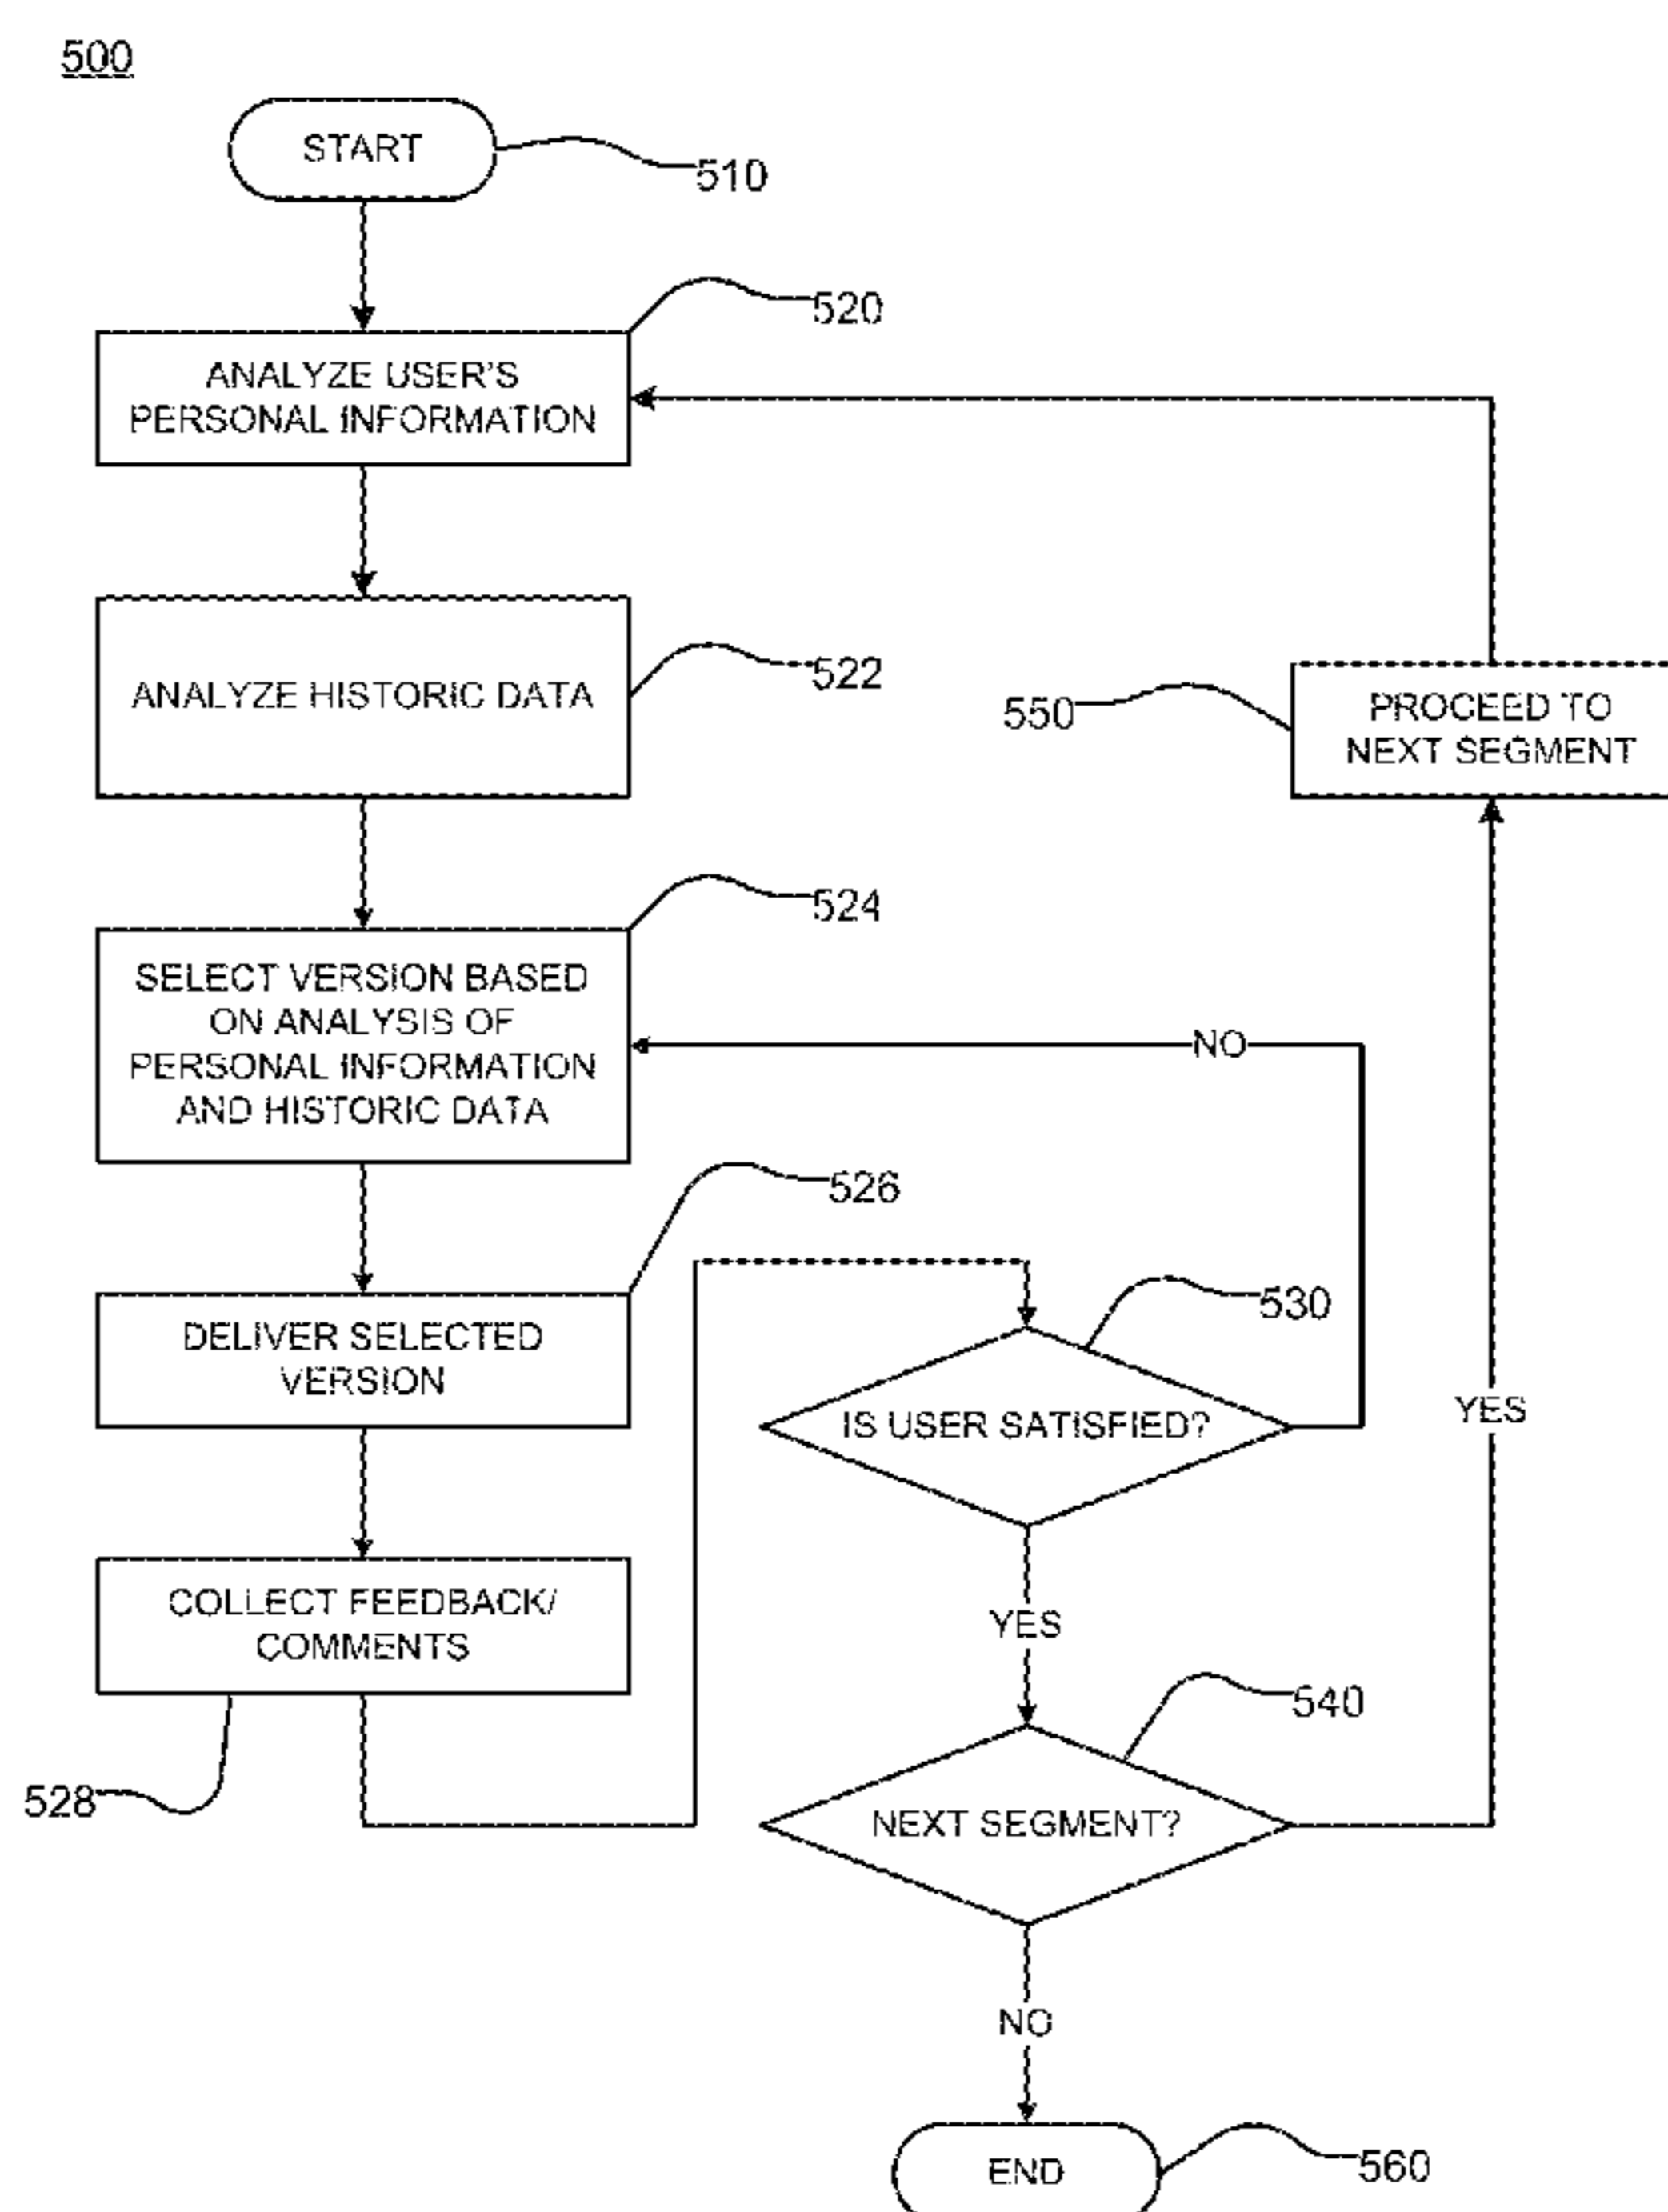 500
START
510
520
ANALYZE USER'S
PERSONAL INFORMATION
522
ANALYZE HISTORIC DATA
550
PROCEED TO
NEXT SEGMENT
524
SELECT VERSION BASED
ON ANALYSIS OF
PERSONAL INFORMATION
AND HISTORIC DATA
NO
526
DELIVER SELECTED
VERSION
530
IS USER SATISFIED?
YES
COLLECT FEEDBACK/
COMMENTS
528
YES
540
NEXT SEGMENT?
NO
END
560